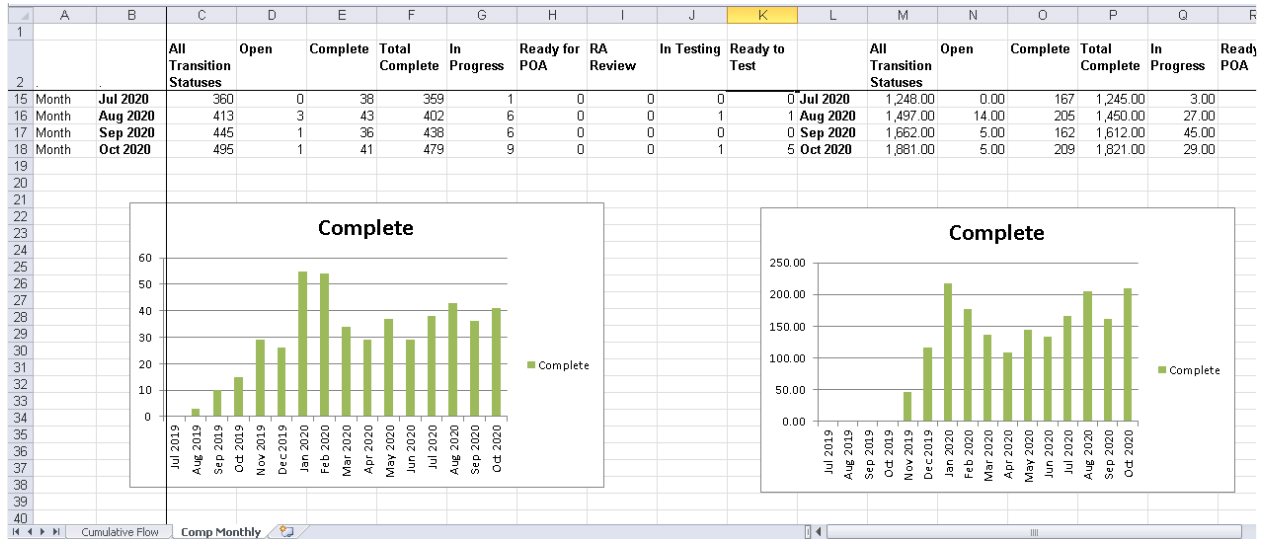 A B C D E F G H I J K L M N O P Q R
1
2 . . All Transition Statuses Open Complete Total Complete In Progress Ready for POA RA Review In Testing Ready to Test All Transition Statuses Open Complete Total Complete In Progress Ready POA
15 Month Jul 2020 360 0 38 359 1 0 0 0 0 Jul 2020 1,248.00 0.00 167 1,245.00 3.00
16 Month Aug 2020 413 3 43 402 6 0 0 1 1 Aug 2020 1,497.00 14.00 205 1,450.00 27.00
17 Month Sep 2020 445 1 36 438 6 0 0 0 0 Sep 2020 1,662.00 5.00 162 1,612.00 45.00
18 Month Oct 2020 495 1 41 479 9 0 0 1 5 Oct 2020 1,881.00 5.00 209 1,821.00 29.00
19
20
21
22
23
24
25
26
27
28
29
30
31
32
33
34
35
36
37
38
39
40
Complete
60
50
40
30
20
10
0
Jul 2019 Aug 2019 Sep 2019 Oct 2019 Nov 2019 Dec 2019 Jan 2020 Feb 2020 Mar 2020 Apr 2020 May 2020 Jun 2020 Jul 2020 Aug 2020 Sep 2020 Oct 2020
Complete
Complete
250.00
200.00
150.00
100.00
50.00
0.00
Jul 2019 Aug 2019 Sep 2019 Oct 2019 Nov 2019 Dec 2019 Jan 2020 Feb 2020 Mar 2020 Apr 2020 May 2020 Jun 2020 Jul 2020 Aug 2020 Sep 2020 Oct 2020
Complete
Cumulative Flow Comp Monthly